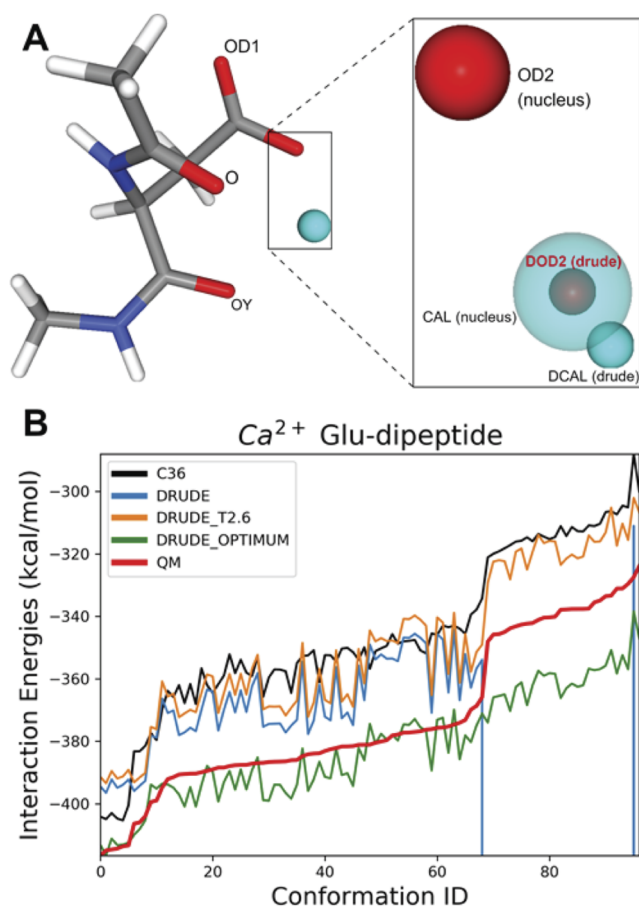 A
OD1
O
OY
OD2
(nucleus)
DOD2 (drude)
CAL (nucleus)
DCAL (drude)
B
Ca²⁺ Glu-dipeptide
C36
DRUDE
DRUDE_T2.6
DRUDE_OPTIMUM
QM
Interaction Energies (kcal/mol)
−300
−320
−340
−360
−380
−400
0
20
40
60
80
Conformation ID